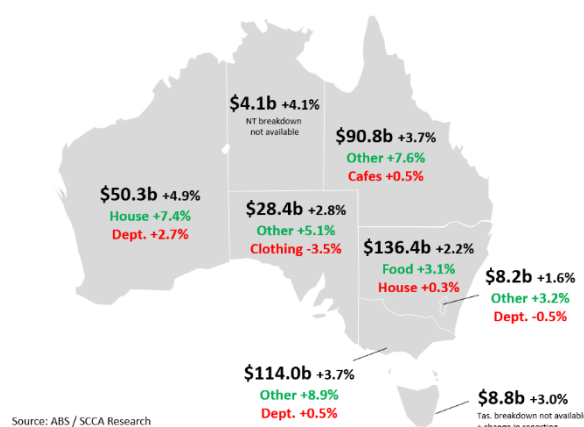 $4.1b +4.1%
NT breakdown
not available
$90.8b +3.7%
Other +7.6%
Cafes +0.5%
$50.3b +4.9%
House +7.4%
Dept. +2.7%
$28.4b +2.8%
Other +5.1%
Clothing -3.5%
$136.4b +2.2%
Food +3.1%
House +0.3%
$8.2b +1.6%
Other +3.2%
Dept. -0.5%
$114.0b +3.7%
Other +8.9%
Dept. +0.5%
$8.8b +3.0%
Tas. breakdown not available
+ change in reporting
Source: ABS / SCCA Research